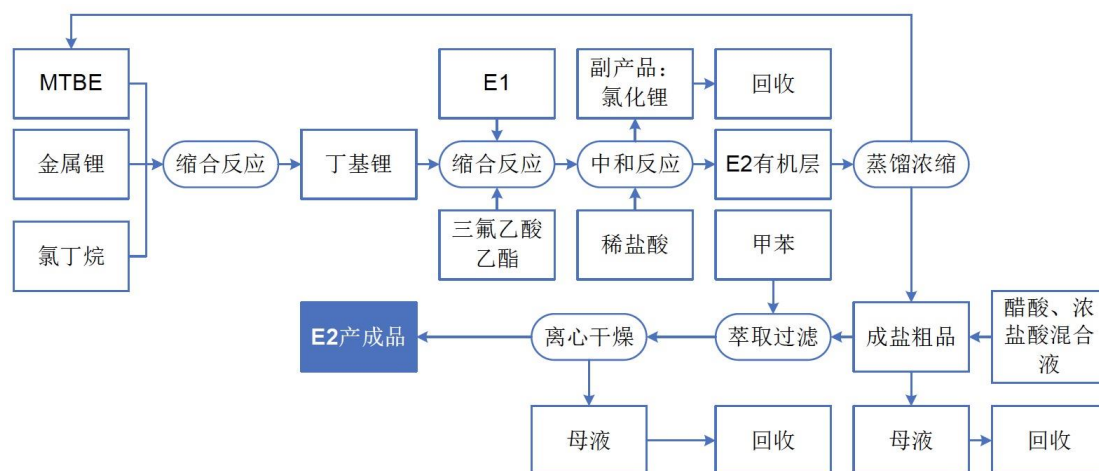 MTBE
E1
副产品:
氯化锂
回收
金属锂
缩合反应
丁基锂
缩合反应
中和反应
E2有机层
蒸馏浓缩
氯丁烷
三氟乙酸
乙酯
稀盐酸
甲苯
E2产成品
离心干燥
萃取过滤
成盐粗品
醋酸、浓
盐酸混合
液
母液
回收
母液
回收